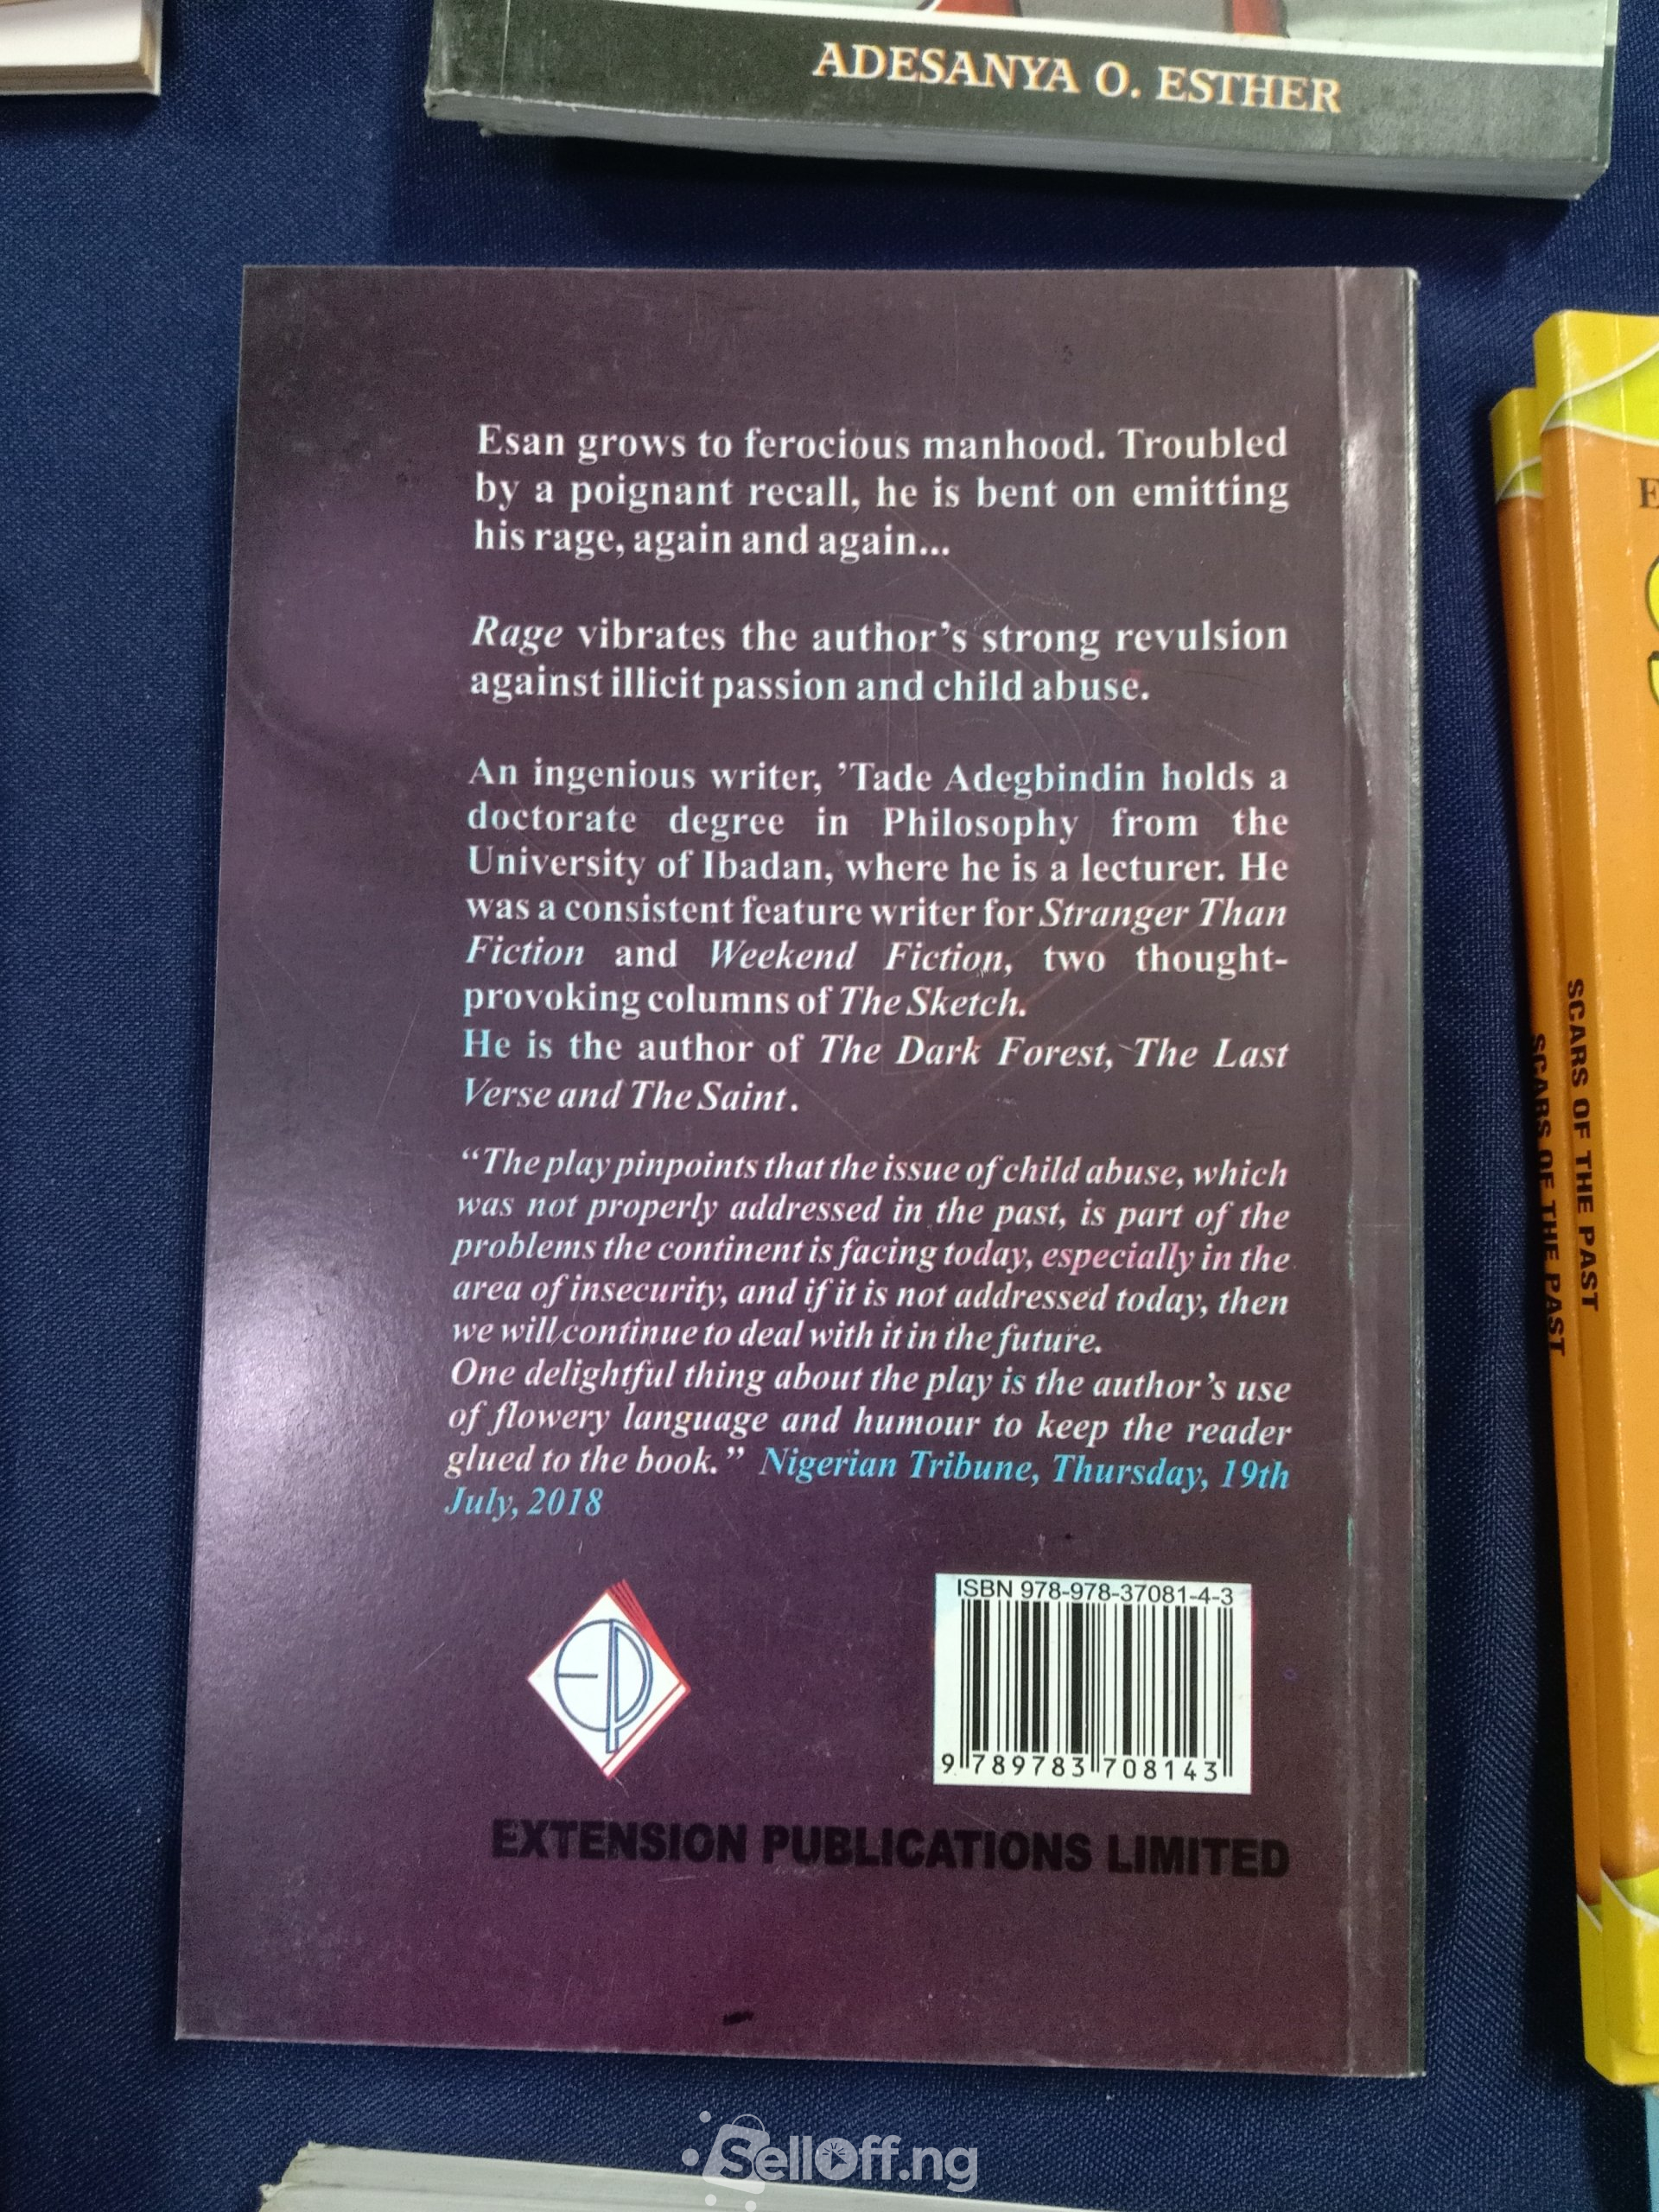 ADESANYA O. ESTHER
Esan grows to ferocious manhood. Troubled
by a poignant recall, he is bent on emitting
his rage, again and again...
Rage vibrates the author's strong revulsion
against illicit passion and child abuse.
An ingenious writer, 'Tade Adegbindin holds a
doctorate degree in Philosophy from the
University of Ibadan, where he is a lecturer. He
was a consistent feature writer for Stranger Than
Fiction and Weekend Fiction, two thought-
provoking columns of The Sketch.
He is the author of The Dark Forest, The Last
Verse and The Saint.
"The play pinpoints that the issue of child abuse, which
was not properly addressed in the past, is part of the
problems the continent is facing today, especially in the
area of insecurity, and if it is not addressed today, then
we will continue to deal with it in the future.
One delightful thing about the play is the author's use
of flowery language and humour to keep the reader
glued to the book." Nigerian Tribune, Thursday, 19th
July, 2018
EP
ISBN 978-978-37081-4-3
9 789783 708143
EXTENSION PUBLICATIONS LIMITED
SCARS OF THE PAST
SCARS OF THE PAST
SellOff.ng